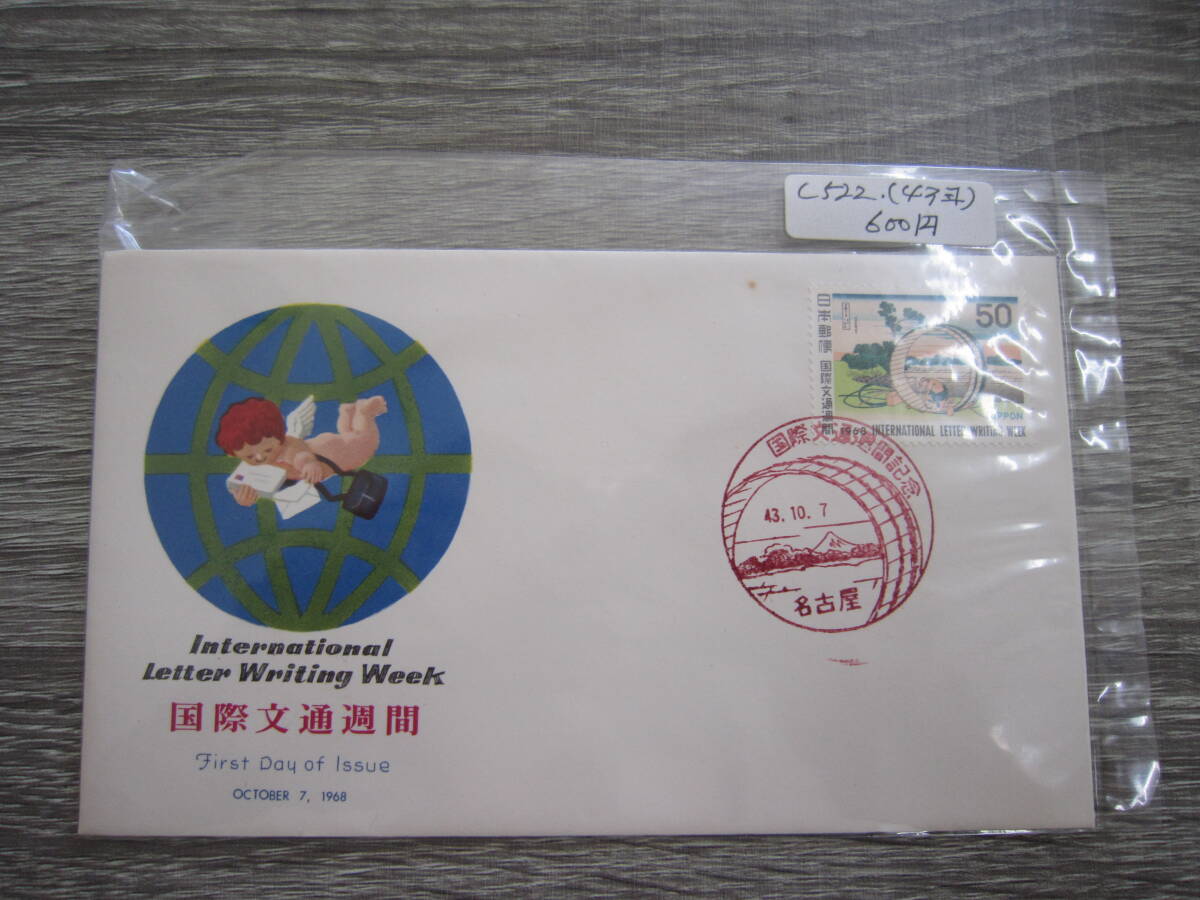 C522.(43年)
600円
50
日本郵便 国際文通週間
NIPPON
1968 INTERNATIONAL LETTER WRITING WEEK
国際文通週間記念
43.10.7
名古屋
International
Letter Writing Week
国際文通週間
First Day of Issue
OCTOBER 7, 1968